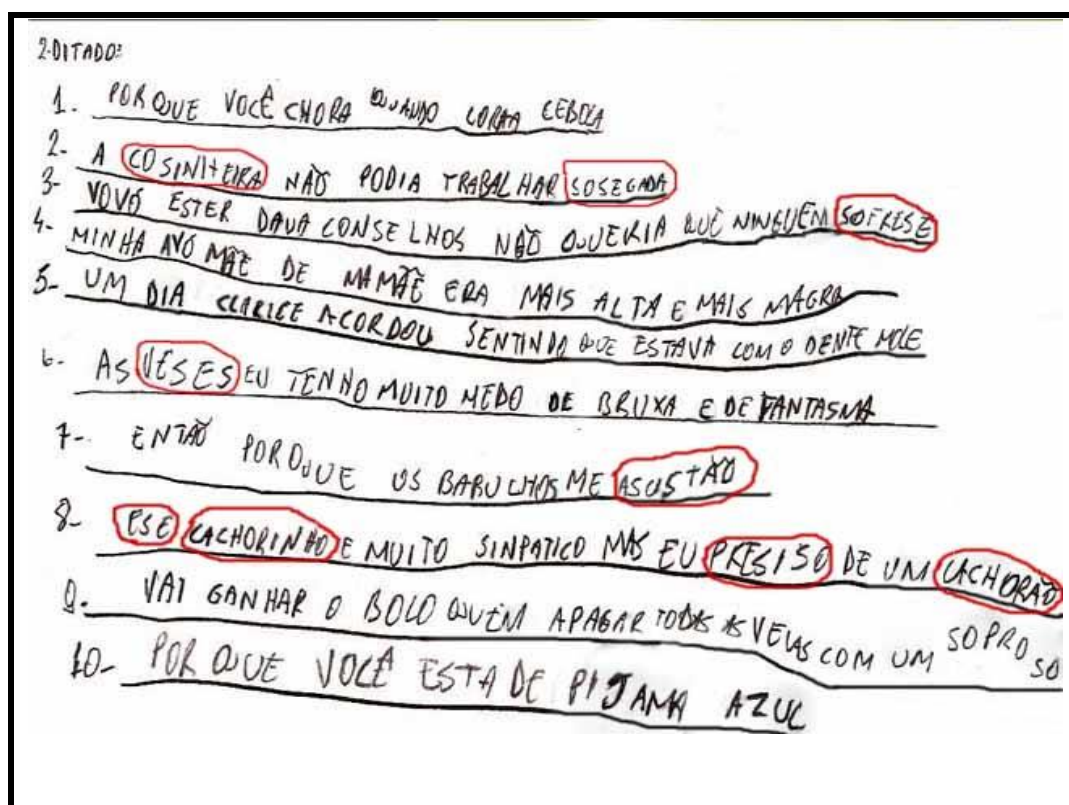 2-DITADO:
1. PORQUE VOCÊ CHORA QUANDO CORTA CEBOLA
2- A COSINHEIRA NÃO PODIA TRABALHAR SOSEGADA
3- VOVÓ ESTER DAVA CONSELHOS NÃO QUERIA QUE NINGUÉM SOFRESE
4- MINHA AVÓ MÃE DE MAMÃE ERA MAIS ALTA E MAIS MAGRA
5- UM DIA CLARICE ACORDOU SENTINDO QUE ESTAVA COM O DENTE MOLE
6- AS VESES EU TENHO MUITO MEDO DE BRUXA E DE FANTASMA
7- ENTÃO PORQUE OS BARULHOS ME ASUSTÃO
8- ESE CACHORINHO E MUITO SINPATICO MAS EU PRESISO DE UM CACHORÃO
9- VAI GANHAR O BOLO QUEM APAGAR TODAS AS VELAS COM UM SOPRO SO
10- POR QUE VOCÊ ESTA DE PIJAMA AZUL